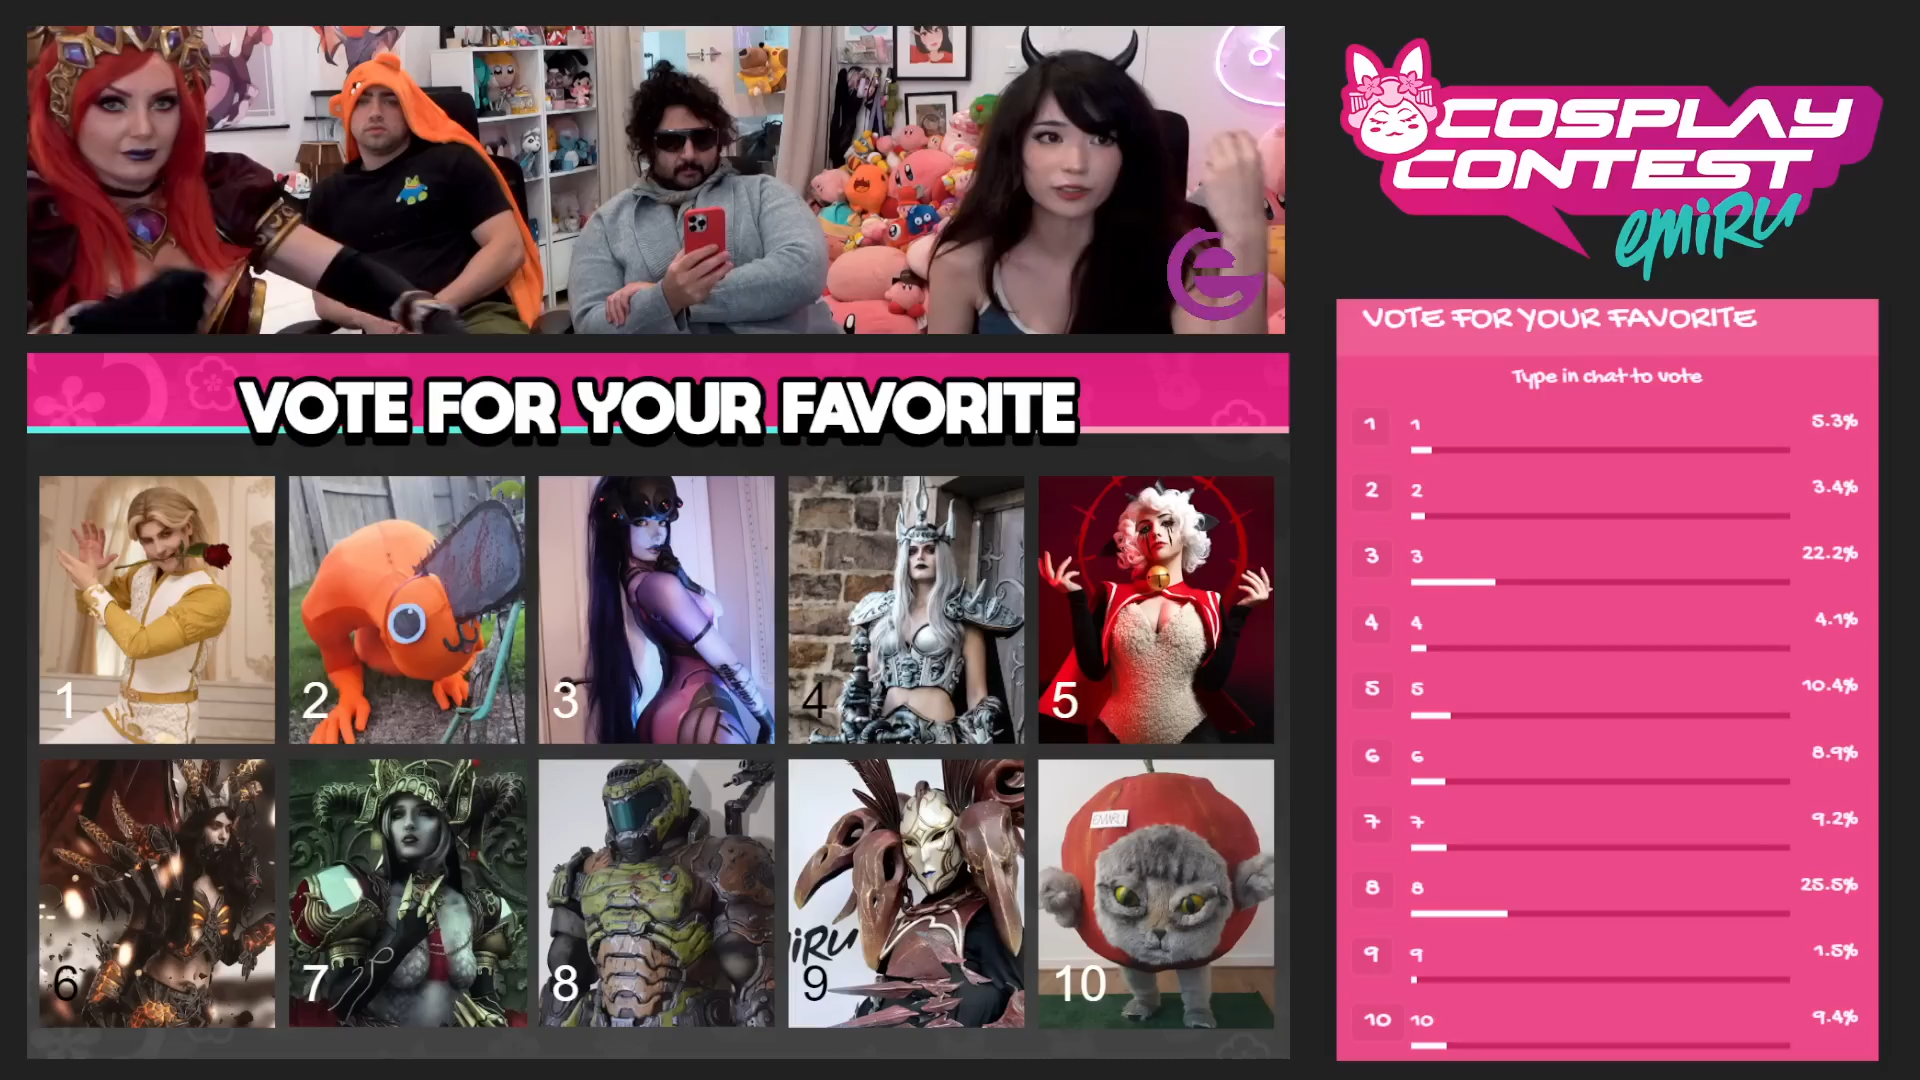 COSPLAY
CONTEST
emiru
VOTE FOR YOUR FAVORITE
1
2
3
4
5
6
7
8
iRU
9
EMIRU
10
VOTE FOR YOUR FAVORITE
Type in chat to vote
1 1 5.3%
2 2 3.4%
3 3 22.2%
4 4 4.1%
5 5 10.4%
6 6 8.9%
7 7 9.2%
8 8 25.5%
9 9 1.5%
10 10 9.4%